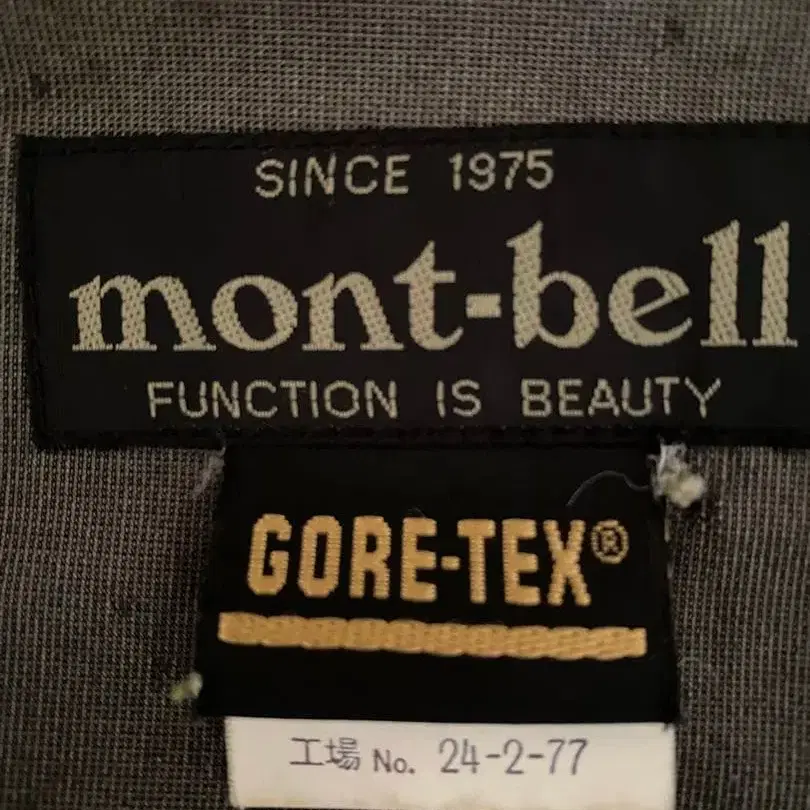 SINCE 1975
mont-bell
FUNCTION IS BEAUTY
GORE-TEX®
工場 No. 24-2-77